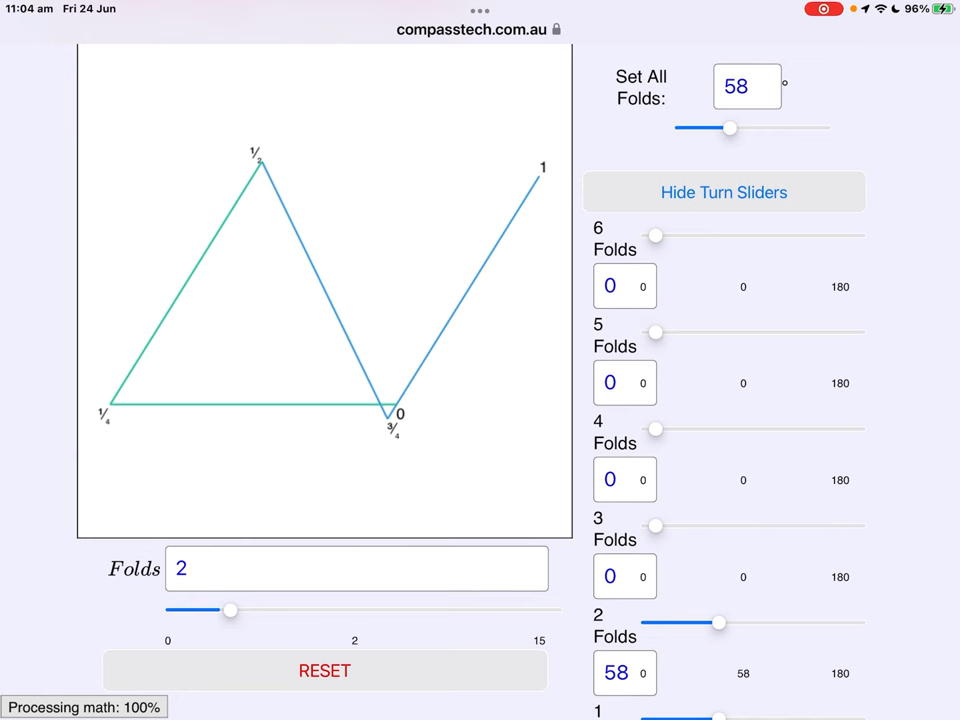 11:04 am Fri 24 Jun
96%
compasstech.com.au
½
1
¼
0
¾
Set All
Folds:
58 °
Hide Turn Sliders
6
Folds
0 0 0 180
5
Folds
0 0 0 180
4
Folds
0 0 0 180
3
Folds
0 0 0 180
2
Folds
58 0 58 180
1
Folds 2
0 2 15
RESET
Processing math: 100%